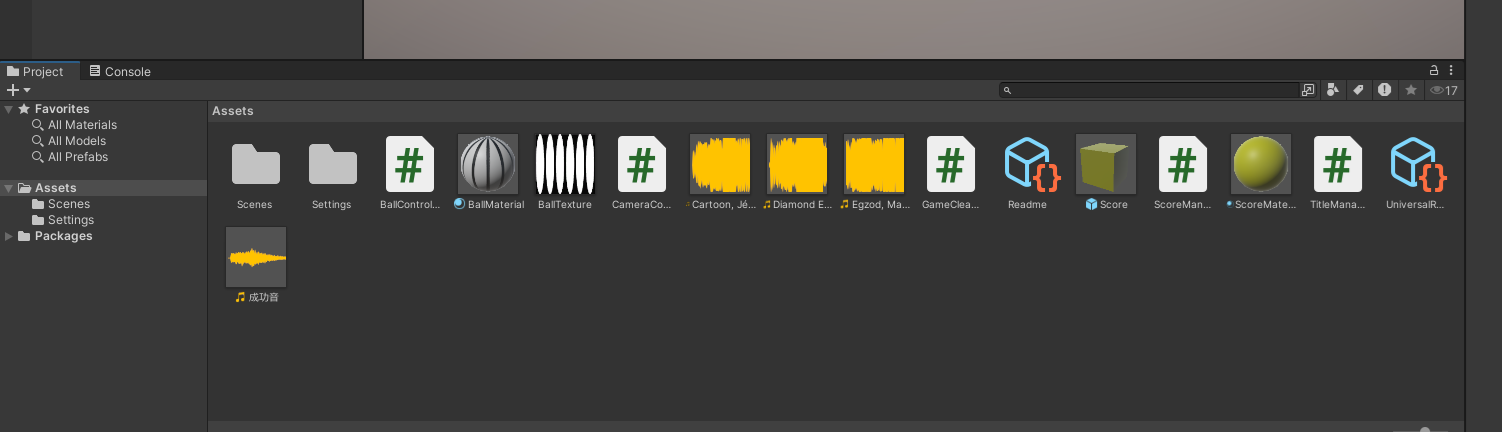 Project Console
17
Favorites
All Materials
All Models
All Prefabs
Assets
Scenes
Settings
Packages
Assets
Scenes Settings BallControl... BallMaterial BallTexture CameraCo... Cartoon, Jé... Diamond E... Egzod, Ma... GameClea... Readme Score ScoreMan... ScoreMate... TitleMana... UniversalR...
成功音